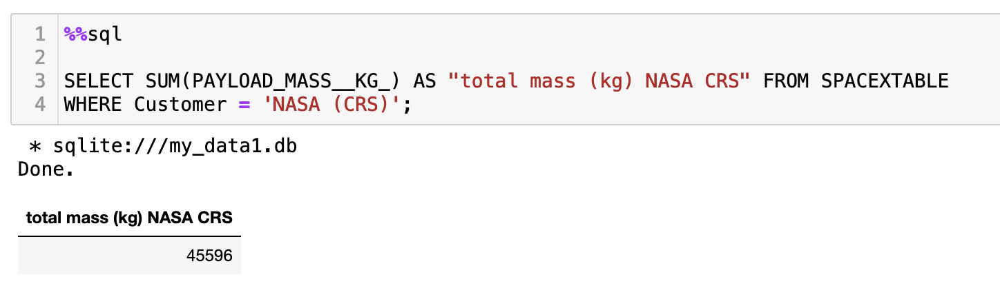 1 %%sql
2
3 SELECT SUM(PAYLOAD_MASS__KG_) AS "total mass (kg) NASA CRS" FROM SPACEXTABLE
4 WHERE Customer = 'NASA (CRS)';
* sqlite:///my_data1.db
Done.
total mass (kg) NASA CRS
45596